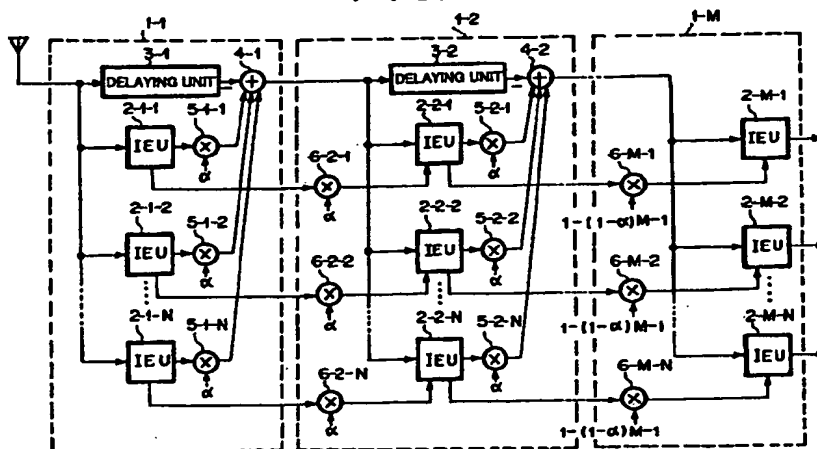 1-1
1-2
1-M
3-1
4-1
3-2
4-2
DELAYING UNIT
+
DELAYING UNIT
+
2-1-1
5-1-1
2-2-1
5-2-1
2-M-1
IEU
×
α
IEU
×
α
IEU
6-2-1
×
α
6-M-1
×
1-(1-α)M-1
2-1-2
5-1-2
2-2-2
5-2-2
2-M-2
IEU
×
α
IEU
×
α
IEU
6-2-2
×
α
6-M-2
×
1-(1-α)M-1
2-1-N
5-1-N
2-2-N
5-2-N
2-M-N
IEU
×
α
IEU
×
α
IEU
6-2-N
×
α
6-M-N
×
1-(1-α)M-1